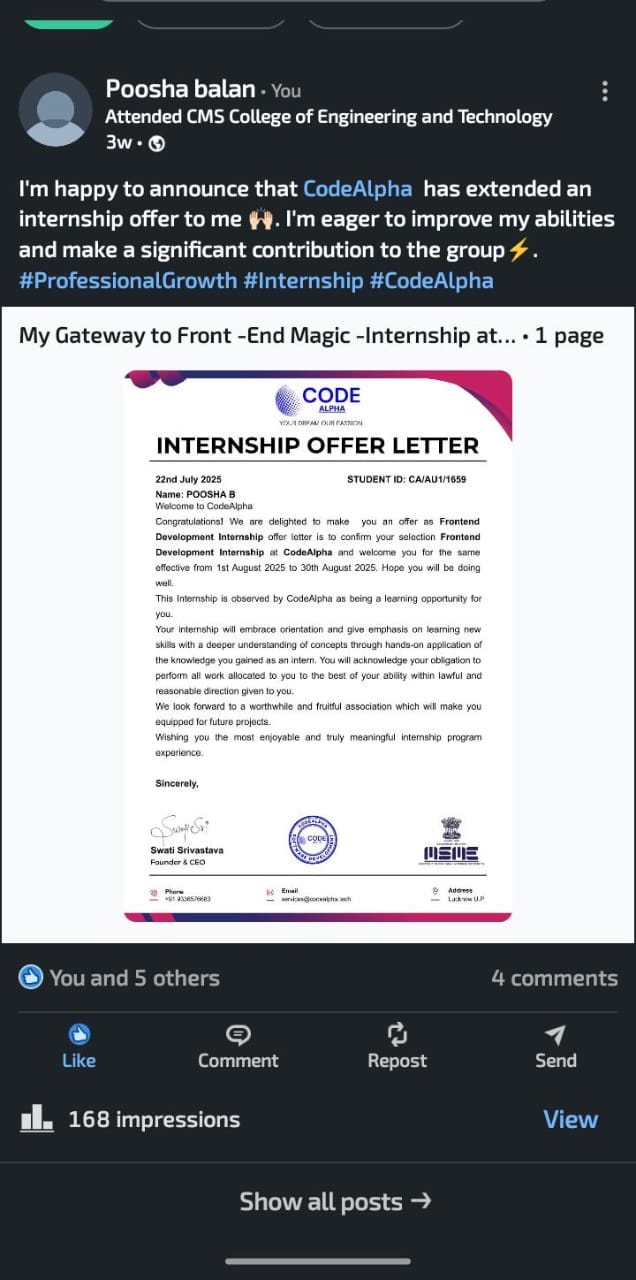 Poosha balan • You
Attended CMS College of Engineering and Technology
3w •
I'm happy to announce that CodeAlpha has extended an
internship offer to me 🙌🏻. I'm eager to improve my abilities
and make a significant contribution to the group⚡.
#ProfessionalGrowth #Internship #CodeAlpha
My Gateway to Front -End Magic -Internship at... • 1 page
CODE
ALPHA
INTERNSHIP OFFER LETTER
22nd July 2025 STUDENT ID: CA/AU1/1659
Name: POOSHA B
Welcome to CodeAlpha
Congratulations! We are delighted to make you an offer as Frontend
Development Internship offer letter is to confirm your selection Frontend
Development Internship at CodeAlpha and welcome you for the same
effective from 1st August 2025 to 30th August 2025. Hope you will be doing
well.
This Internship is observed by CodeAlpha as being a learning opportunity for
you.
Your internship will embrace orientation and give emphasis on learning new
skills with a deeper understanding of concepts through hands-on application of
the knowledge you gained as an intern. You will acknowledge your obligation to
perform all work allocated to you to the best of your ability within lawful and
reasonable direction given to you.
We look forward to a worthwhile and fruitful association which will make you
equipped for future projects.
Wishing you the most enjoyable and truly meaningful internship program
experience.
Sincerely,
Swati Srivastava
Founder & CEO
CODE
MSME
Phone
Email
services@codealpha.tech
Address
Lucknow U.P
You and 5 others 4 comments
Like Comment Repost Send
168 impressions View
Show all posts →